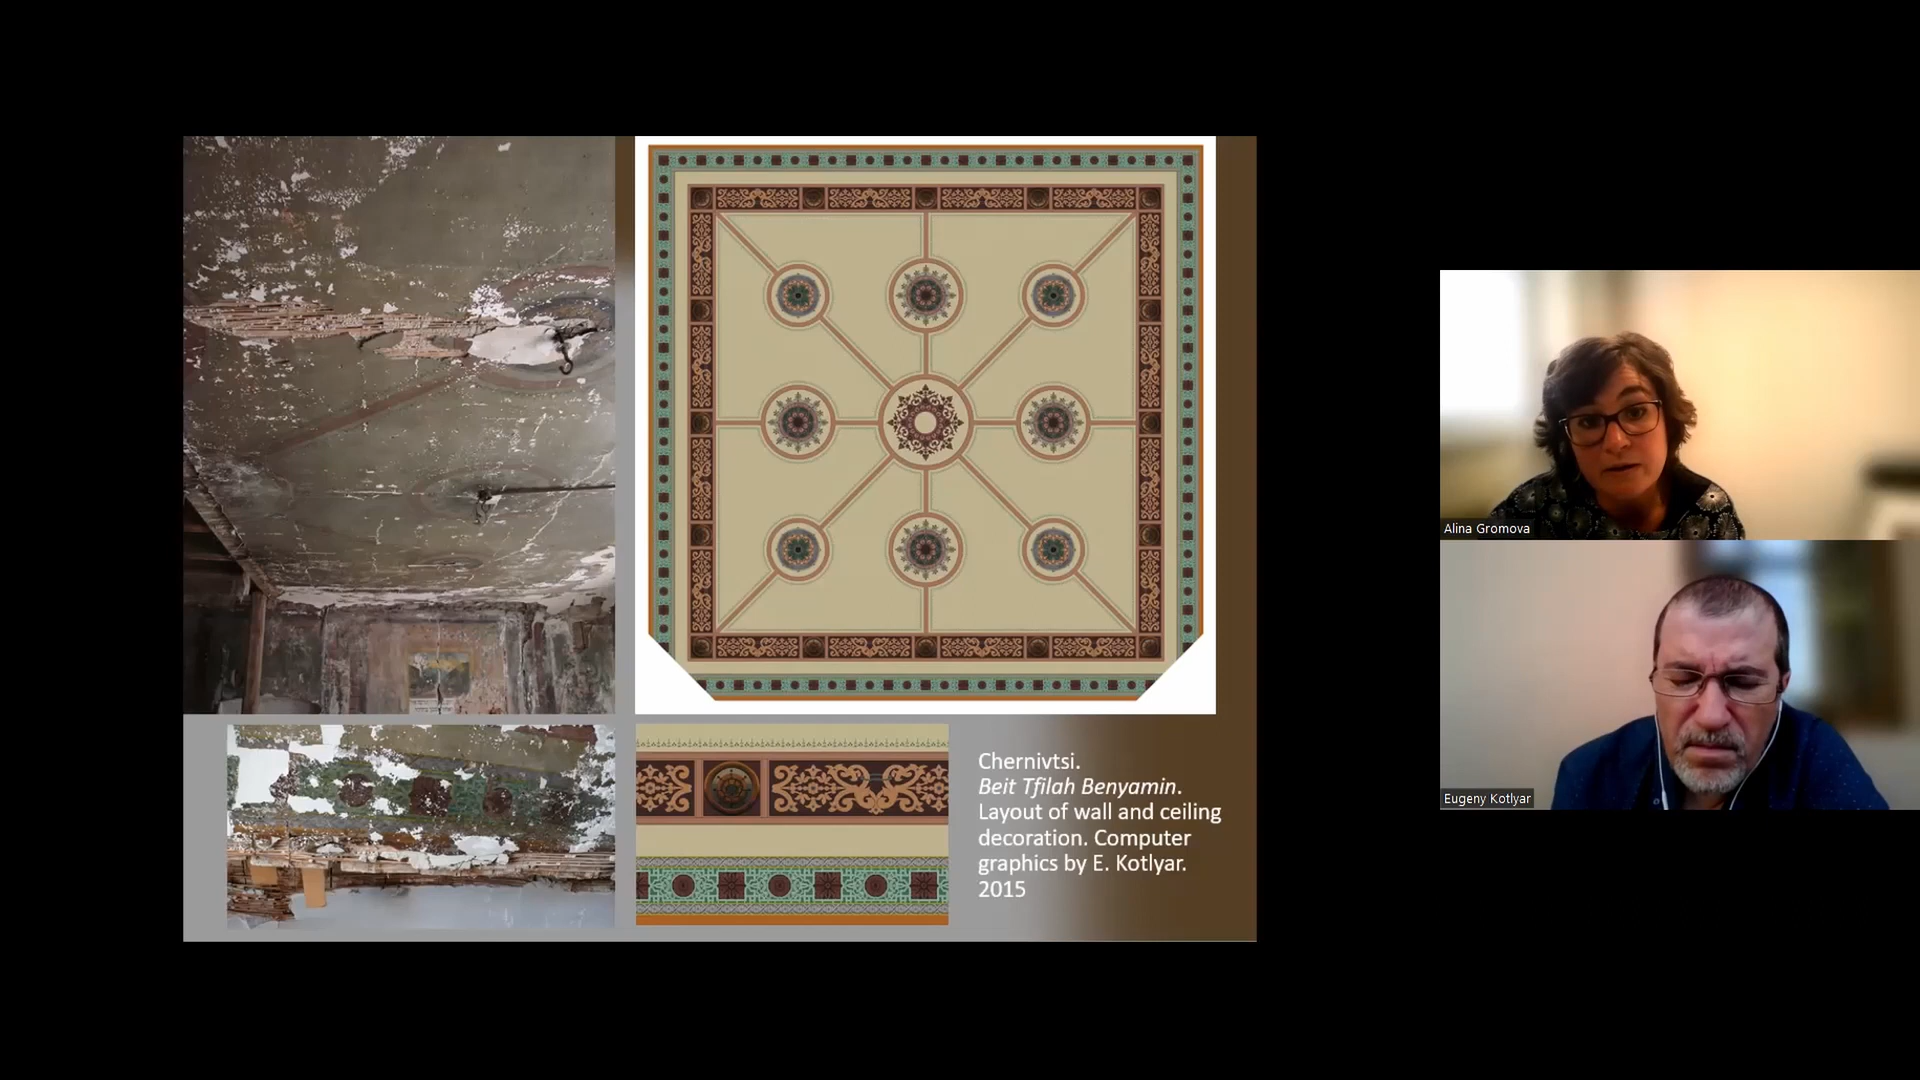 Chernivtsi.
Beit Tfilah Benyamin.
Layout of wall and ceiling
decoration. Computer
graphics by E. Kotlyar.
2015
Alina Gromova
Eugeny Kotlyar